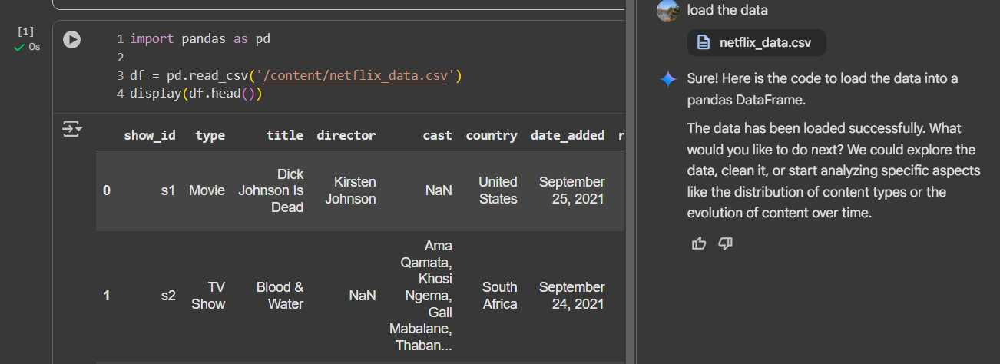 [1]
0s
1 import pandas as pd
2
3 df = pd.read_csv('/content/netflix_data.csv')
4 display(df.head())
show_id type title director cast country date_added r
0 s1 Movie Dick Johnson Is Dead Kirsten Johnson NaN United States September 25, 2021
1 s2 TV Show Blood & Water NaN Ama Qamata, Khosi Ngema, Gail Mabalane, Thaban... South Africa September 24, 2021
load the data
netflix_data.csv
Sure! Here is the code to load the data into a
pandas DataFrame.
The data has been loaded successfully. What
would you like to do next? We could explore the
data, clean it, or start analyzing specific aspects
like the distribution of content types or the
evolution of content over time.